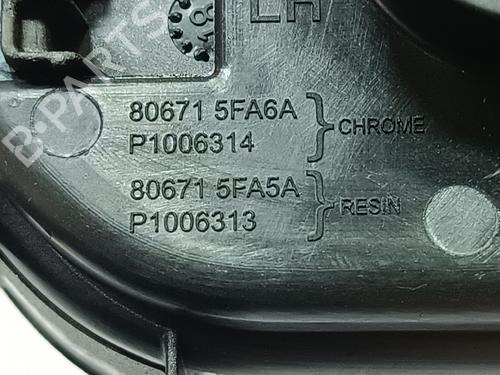 LH
80671 5FA6A
P1006314
CHROME
80671 5FA5A
P1006313
RESIN
B-PARTS